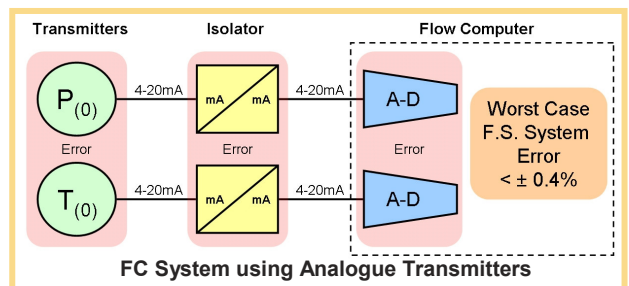 Transmitters Isolator Flow Computer
P(0) 4-20mA mA mA 4-20mA A-D
Error Error Error
T(0) 4-20mA mA mA 4-20mA A-D
Worst Case
F.S. System
Error
< ± 0.4%
FC System using Analogue Transmitters